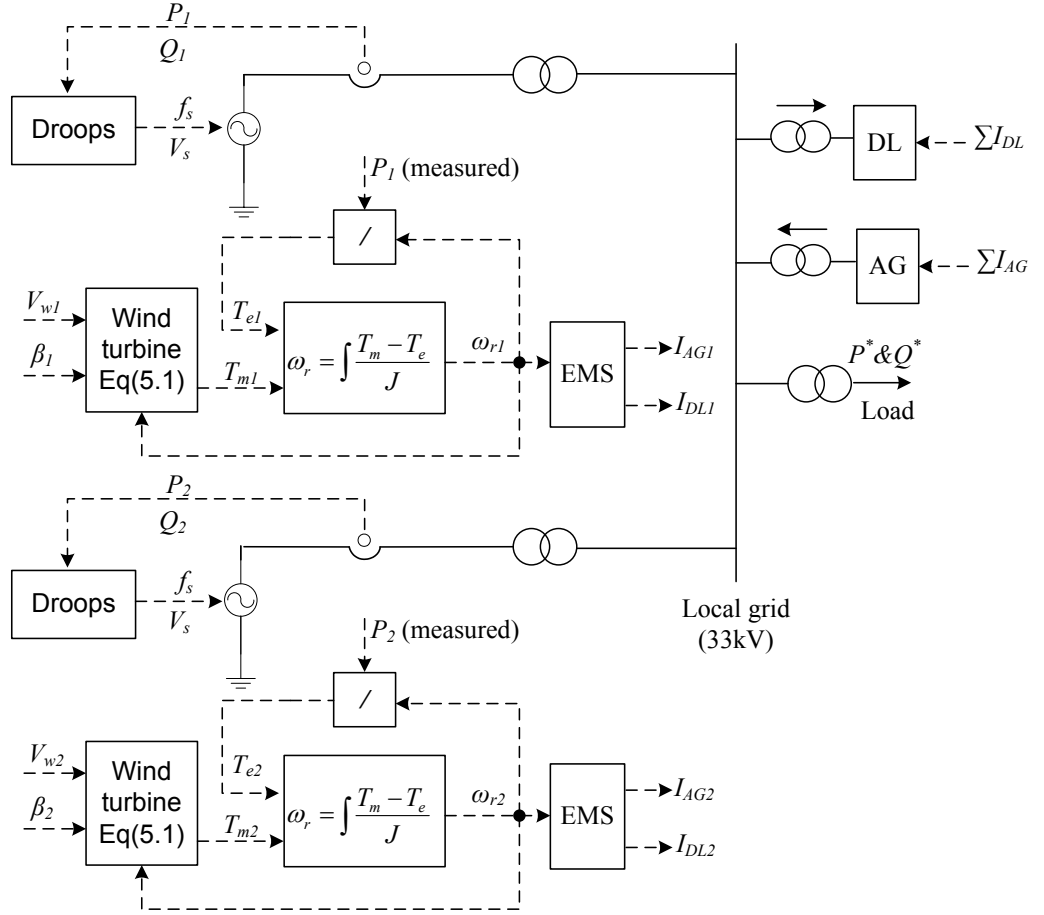 P1
Q1
Droops
fs
Vs
P1 (measured)
/
Vw1
β1
Wind
turbine
Eq(5.1)
Te1
Tm1
ωr = ∫ (Tm − Te) / J
ωr1
EMS
IAG1
IDL1
DL
∑IDL
AG
∑IAG
P*&Q*
Load
P2
Q2
Droops
fs
Vs
Local grid
(33kV)
P2 (measured)
/
Vw2
β2
Wind
turbine
Eq(5.1)
Te2
Tm2
ωr = ∫ (Tm − Te) / J
ωr2
EMS
IAG2
IDL2